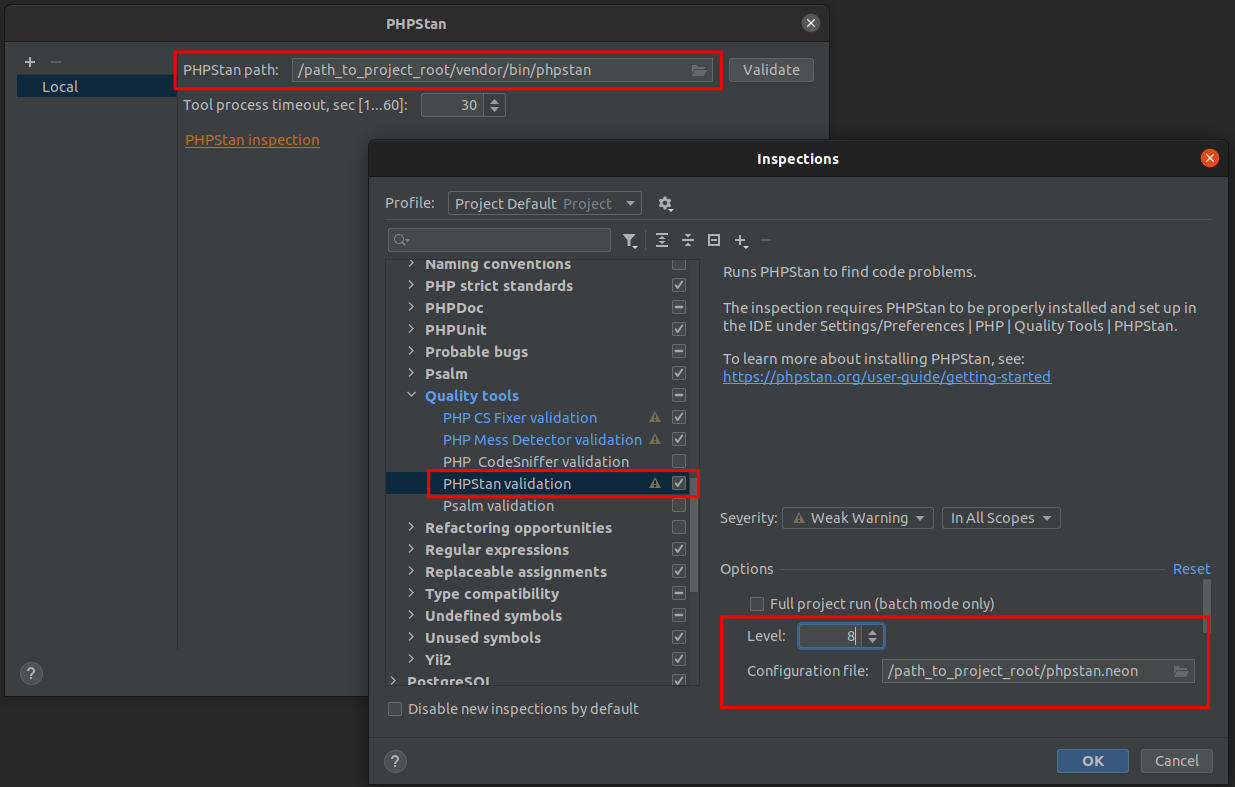 PHPStan
PHPStan path: /path_to_project_root/vendor/bin/phpstan Validate
Local
Tool process timeout, sec [1...60]: 30
PHPStan inspection
Inspections
Profile: Project Default Project
Naming conventions
PHP strict standards
PHPDoc
PHPUnit
Probable bugs
Psalm
Quality tools
PHP CS Fixer validation
PHP Mess Detector validation
PHP_CodeSniffer validation
PHPStan validation
Psalm validation
Refactoring opportunities
Regular expressions
Replaceable assignments
Type compatibility
Undefined symbols
Unused symbols
Yii2
PostgreSQL
Disable new inspections by default
Runs PHPStan to find code problems.
The inspection requires PHPStan to be properly installed and set up in
the IDE under Settings/Preferences | PHP | Quality Tools | PHPStan.
To learn more about installing PHPStan, see:
https://phpstan.org/user-guide/getting-started
Severity: Weak Warning In All Scopes
Options Reset
Full project run (batch mode only)
Level: 8
Configuration file: /path_to_project_root/phpstan.neon
? ? OK Cancel